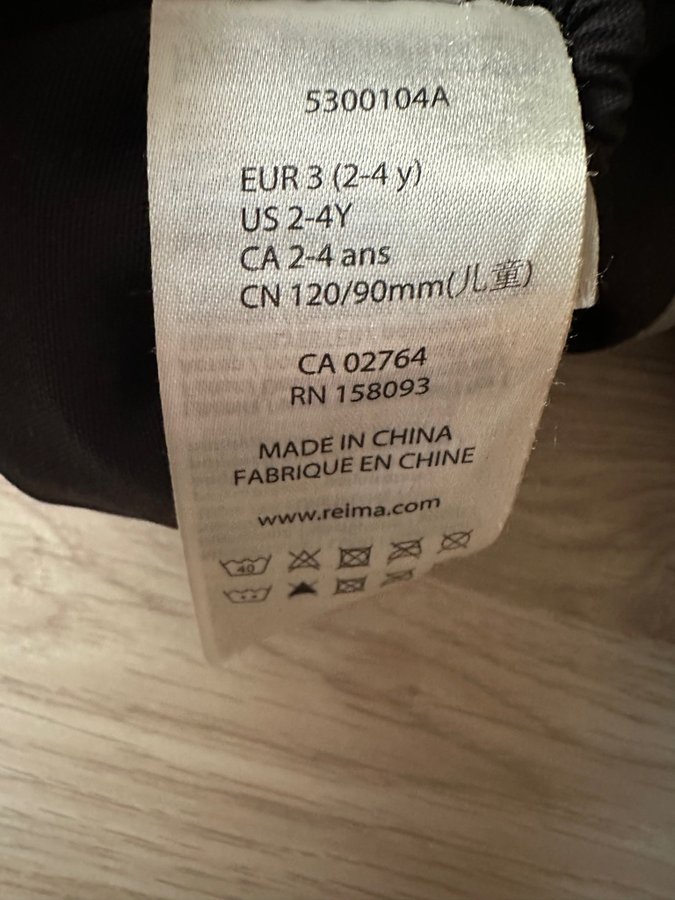 5300104A
EUR 3 (2-4 y)
US 2-4Y
CA 2-4 ans
CN 120/90mm(儿童)
CA 02764
RN 158093
MADE IN CHINA
FABRIQUE EN CHINE
www.reima.com
40